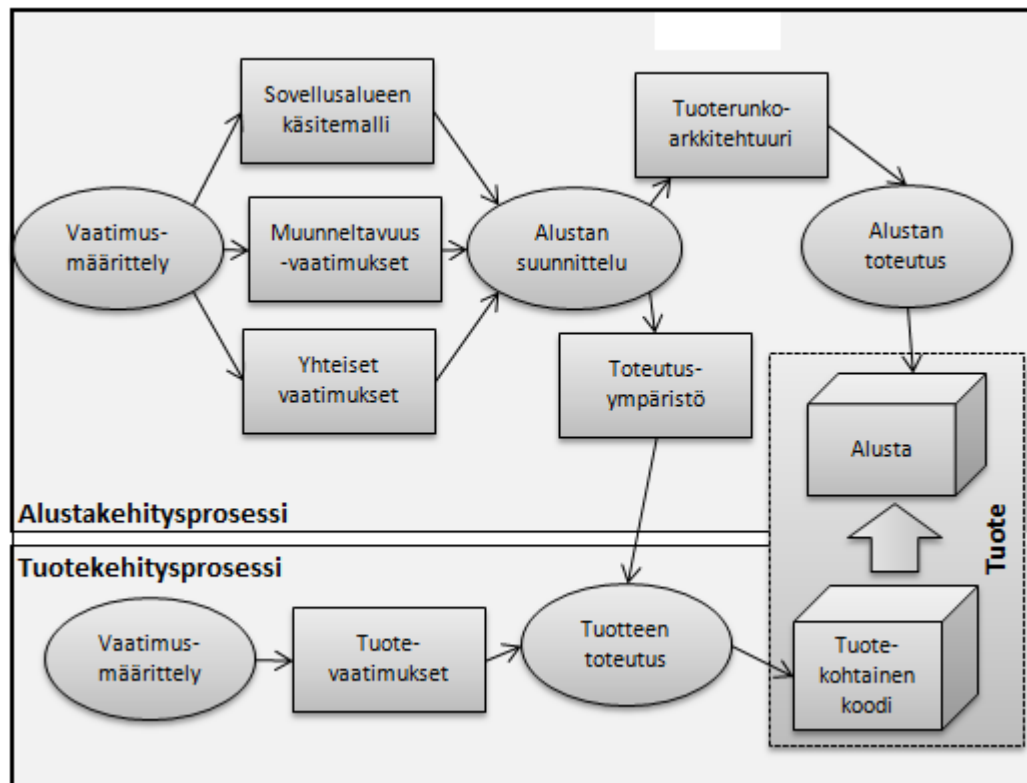 Sovellusalueen
käsitemalli
Tuoterunko-
arkkitehtuuri
Vaatimus-
määrittely
Muunneltavuus
-vaatimukset
Alustan
suunnittelu
Alustan
toteutus
Yhteiset
vaatimukset
Toteutus-
ympäristö
Alusta
Alustakehitysprosessi
Tuote
Tuotekehitysprosessi
Vaatimus-
määrittely
Tuote-
vaatimukset
Tuotteen
toteutus
Tuote-
kohtainen
koodi